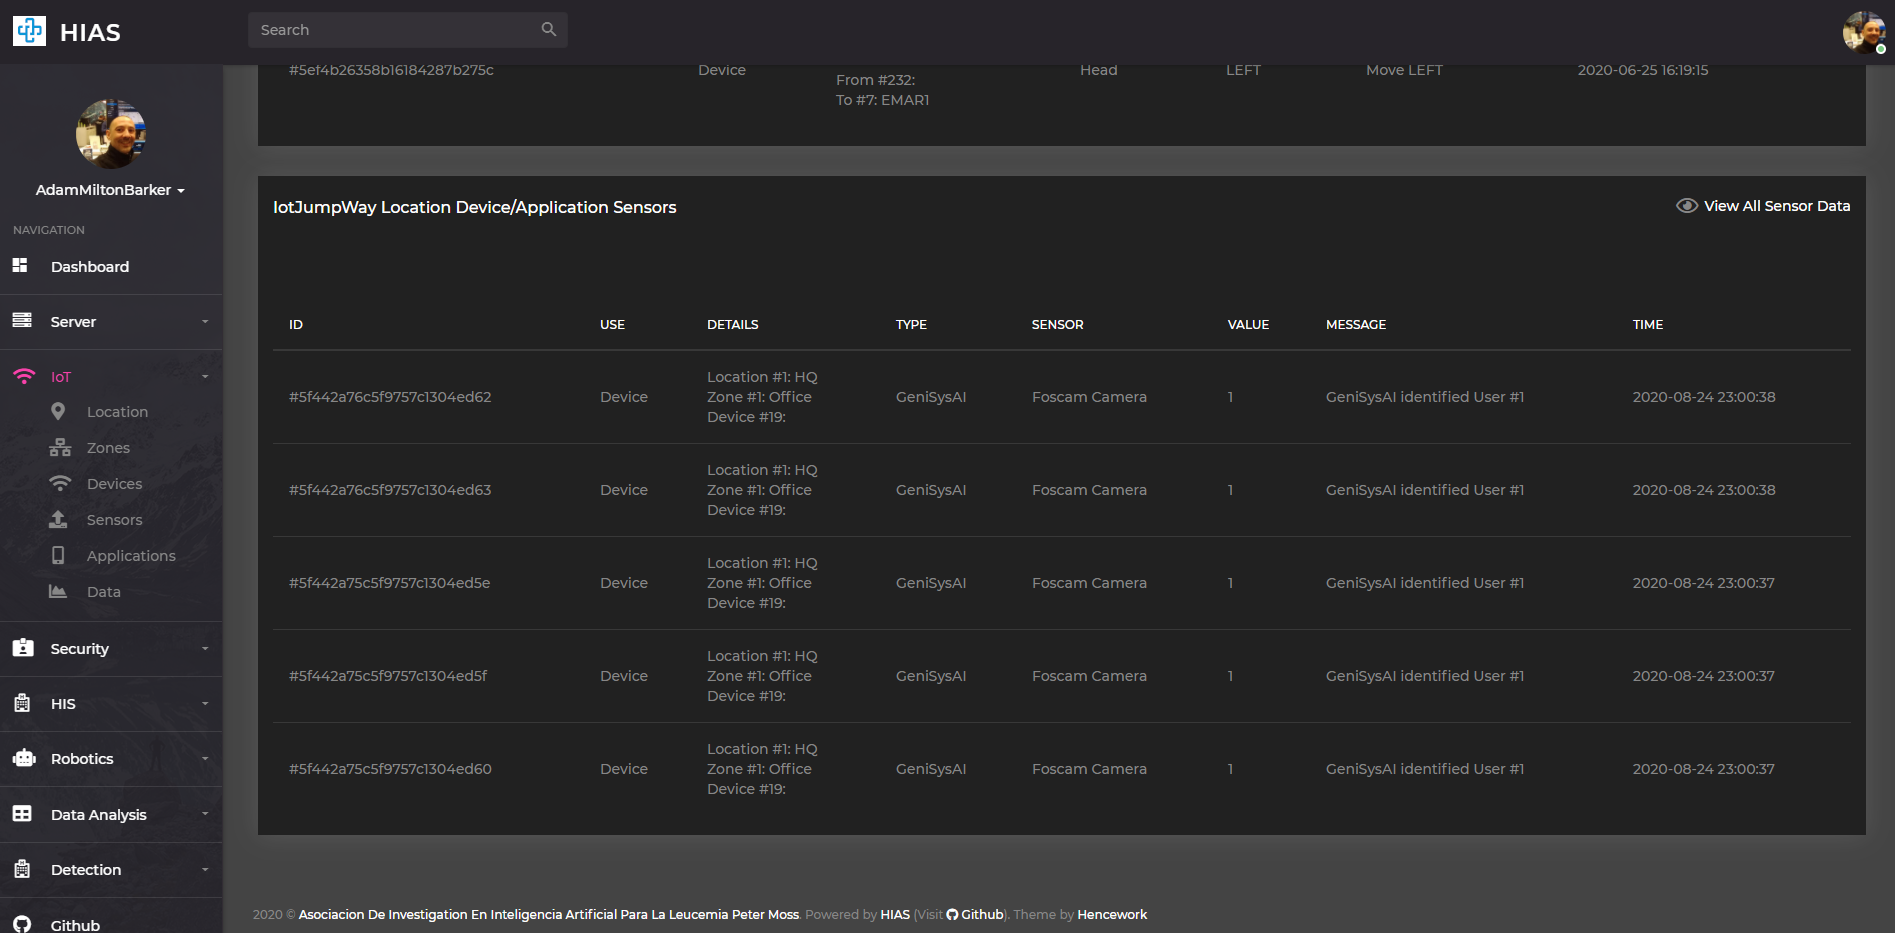 HIAS
Search
AdamMiltonBarker
NAVIGATION
Dashboard
Server
IoT
Location
Zones
Devices
Sensors
Applications
Data
Security
HIS
Robotics
Data Analysis
Detection
Github
#5ef4b26358b16184287b275c Device From #232: Head LEFT Move LEFT 2020-06-25 16:19:15
To #7: EMAR1
IotJumpWay Location Device/Application Sensors
View All Sensor Data
ID USE DETAILS TYPE SENSOR VALUE MESSAGE TIME
Location #1: HQ
#5f442a76c5f9757c1304ed62 Device Zone #1: Office GeniSysAI Foscam Camera 1 GeniSysAI identified User #1 2020-08-24 23:00:38
Device #19:
Location #1: HQ
#5f442a76c5f9757c1304ed63 Device Zone #1: Office GeniSysAI Foscam Camera 1 GeniSysAI identified User #1 2020-08-24 23:00:38
Device #19:
Location #1: HQ
#5f442a75c5f9757c1304ed5e Device Zone #1: Office GeniSysAI Foscam Camera 1 GeniSysAI identified User #1 2020-08-24 23:00:37
Device #19:
Location #1: HQ
#5f442a75c5f9757c1304ed5f Device Zone #1: Office GeniSysAI Foscam Camera 1 GeniSysAI identified User #1 2020-08-24 23:00:37
Device #19:
Location #1: HQ
#5f442a75c5f9757c1304ed60 Device Zone #1: Office GeniSysAI Foscam Camera 1 GeniSysAI identified User #1 2020-08-24 23:00:37
Device #19:
2020 © Asociacion De Investigation En Inteligencia Artificial Para La Leucemia Peter Moss. Powered by HIAS (Visit Github). Theme by Hencework